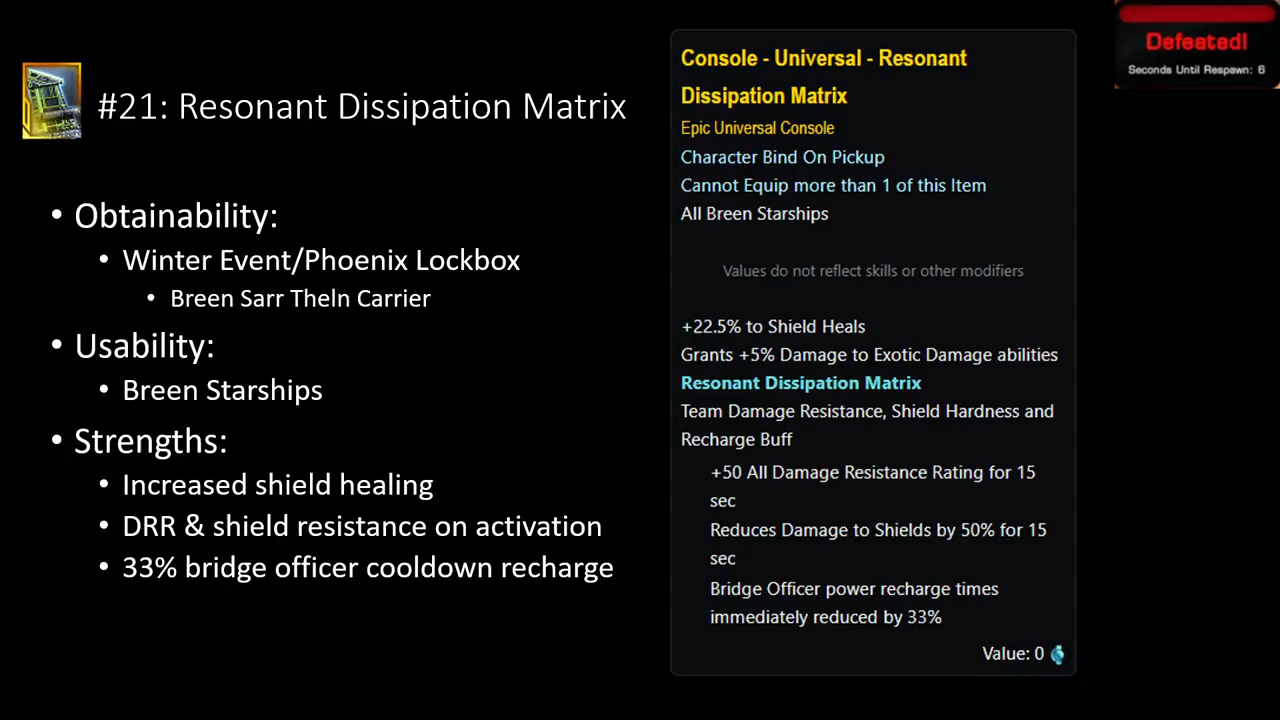 Defeated!
Seconds Until Respawn: 6
#21: Resonant Dissipation Matrix
• Obtainability:
• Winter Event/Phoenix Lockbox
• Breen Sarr Theln Carrier
• Usability:
• Breen Starships
• Strengths:
• Increased shield healing
• DRR & shield resistance on activation
• 33% bridge officer cooldown recharge
Console - Universal - Resonant
Dissipation Matrix
Epic Universal Console
Character Bind On Pickup
Cannot Equip more than 1 of this Item
All Breen Starships
Values do not reflect skills or other modifiers
+22.5% to Shield Heals
Grants +5% Damage to Exotic Damage abilities
Resonant Dissipation Matrix
Team Damage Resistance, Shield Hardness and
Recharge Buff
+50 All Damage Resistance Rating for 15
sec
Reduces Damage to Shields by 50% for 15
sec
Bridge Officer power recharge times
immediately reduced by 33%
Value: 0